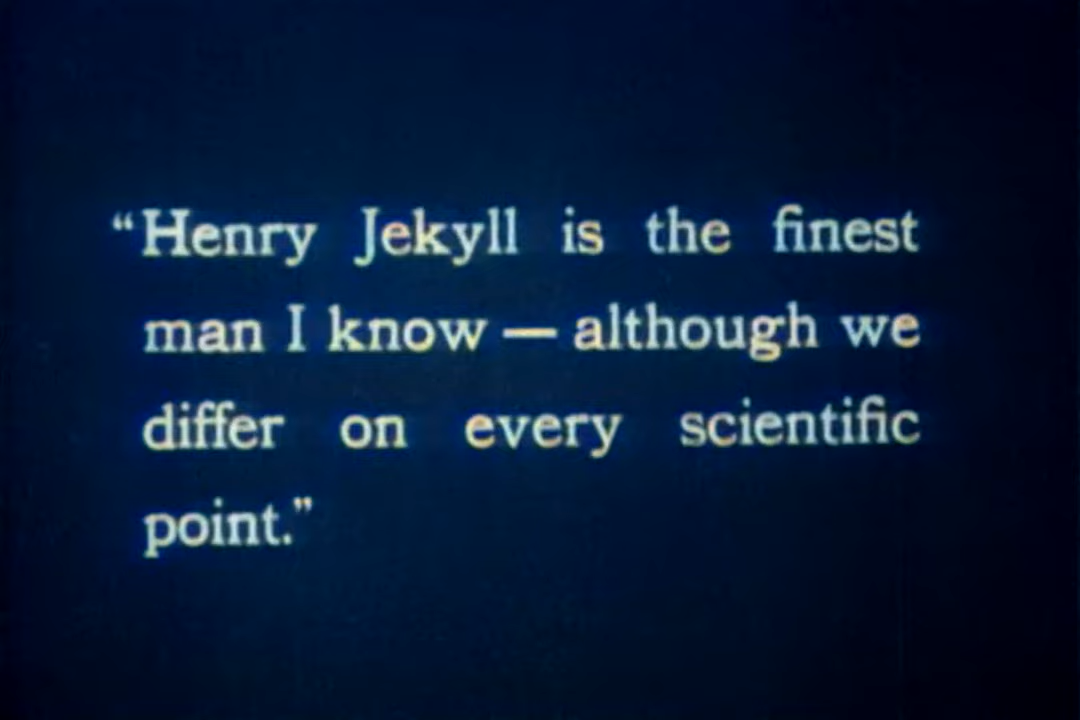 “Henry Jekyll is the finest
man I know — although we
differ on every scientific
point.”